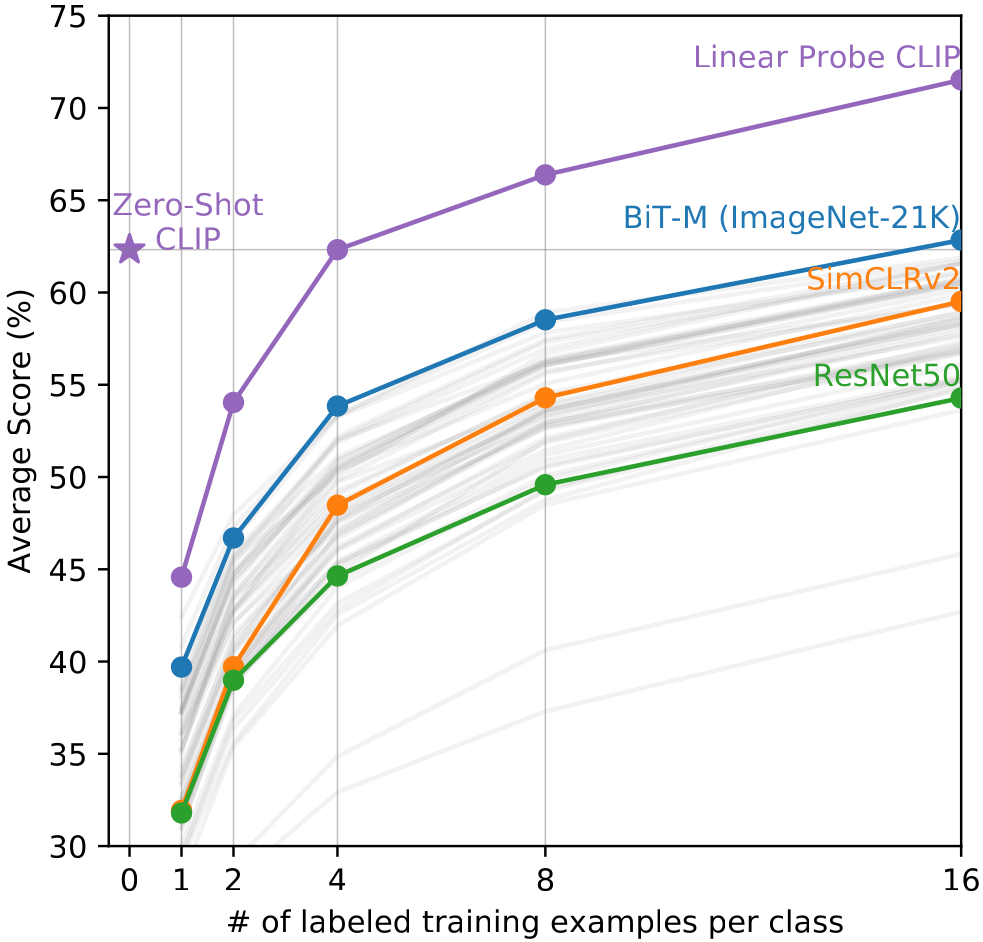 75
70
65
60
55
50
45
40
35
30
Average Score (%)
Linear Probe CLIP
Zero-Shot
CLIP
BiT-M (ImageNet-21K)
SimCLRv2
ResNet50
0 1 2 4 8 16
# of labeled training examples per class